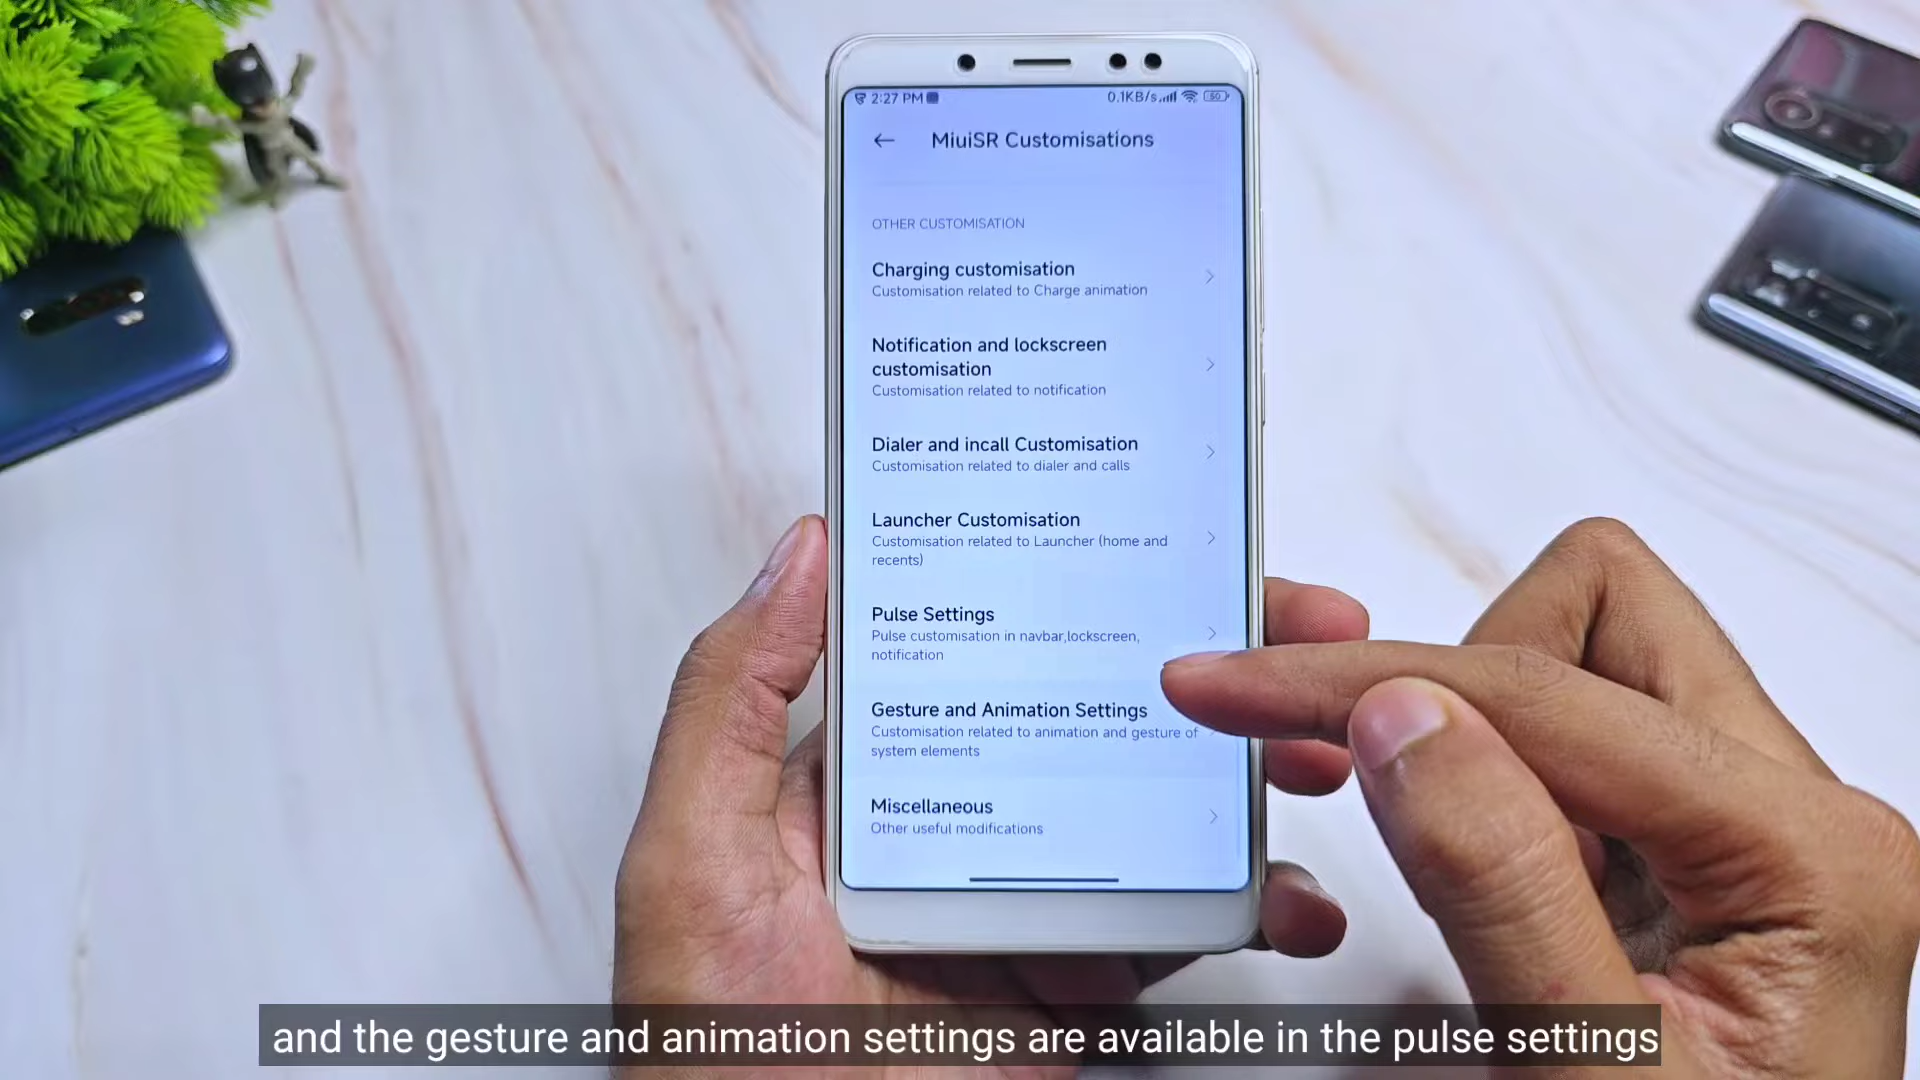 2:27 PM
0.1KB/s
50
MiuiSR Customisations
OTHER CUSTOMISATION
Charging customisation
Customisation related to Charge animation
Notification and lockscreen
customisation
Customisation related to notification
Dialer and incall Customisation
Customisation related to dialer and calls
Launcher Customisation
Customisation related to Launcher (home and
recents)
Pulse Settings
Pulse customisation in navbar,lockscreen,
notification
Gesture and Animation Settings
Customisation related to animation and gesture of
system elements
Miscellaneous
Other useful modifications
and the gesture and animation settings are available in the pulse settings